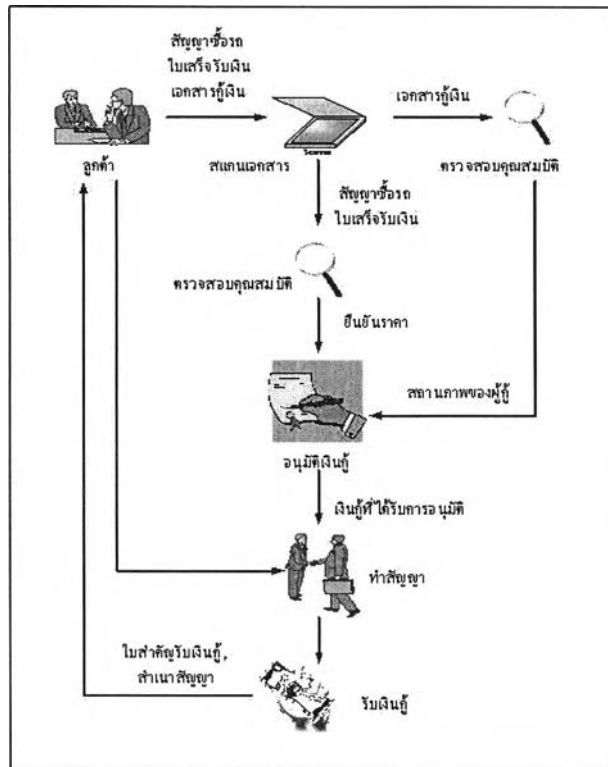 สัญญาซื้อรถ
ใบเสร็จรับเงิน
เอกสารกู้เงิน
เอกสารกู้เงิน
ลูกค้า
สแกนเอกสาร
ตรวจสอบคุณสมบัติ
สัญญาซื้อรถ
ใบเสร็จรับเงิน
ตรวจสอบคุณสมบัติ
ยืนยันราคา
สถานภาพของผู้กู้
อนุมัติเงินกู้
เงินกู้ที่ได้รับการอนุมัติ
ทำสัญญา
ใบสำคัญรับเงินกู้,
สำเนาสัญญา
รับเงินกู้